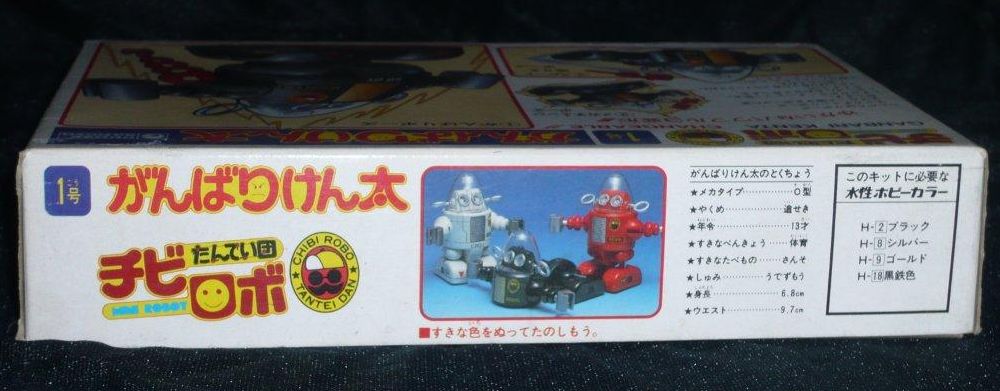 1号
がんばりけん太
チビロボ
たんてい団
MINI ROBOT
CHIBI ROBO
TANTEI DAN
■すきな色をぬってたのしもう。
がんばりけん太のとくちょう
★メカタイプ············O型
★やくめ············追せき
★年令············13才
★すきなべんきょう····体育
★すきなたべもの····さんそ
★しゅみ········うでずもう
★身長············6.8cm
★ウエスト············9.7cm
このキットに必要な
水性ホビーカラー
H-2ブラック
H-8シルバー
H-9ゴールド
H-18黒鉄色